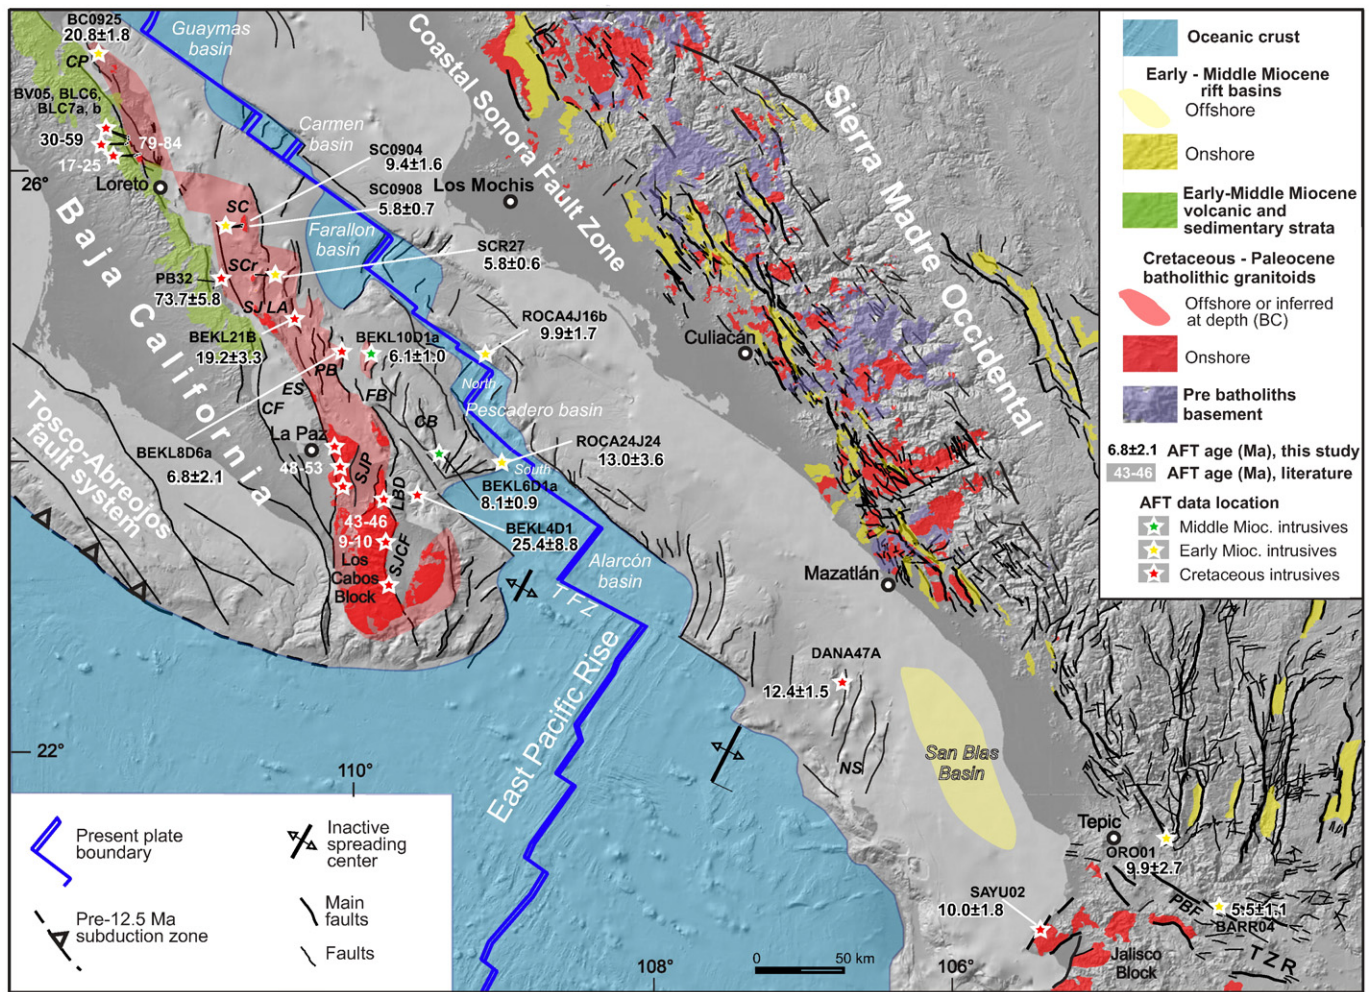 BC0925
20.8±1.8
CP
BV05, BLC6,
BLC7a, b
30-59
79-84
17-25
Loreto
26°
Guaymas
basin
Carmen
basin
SC0904
9.4±1.6
SC0908
5.8±0.7
SC
Farallon
basin
SCR27
5.8±0.6
SCr
PB32
73.7±5.8
SJ
LA
BEKL21B
19.2±3.3
BEKL10D1a
6.1±1.0
ROCA4J16b
9.9±1.7
PB
ES
FB
CF
CB
North
Pescadero basin
South
La Paz
BEKL8D6a
6.8±2.1
48-53
SJP
LBD
ROCA24J24
13.0±3.6
BEKL6D1a
8.1±0.9
BEKL4D1
25.4±8.8
43-46
9-10
Los
Cabos
Block
SJCF
Alarcón
basin
TFZ
East Pacific Rise
Baja California
Tosco-Abreojos
fault system
Coastal Sonora Fault Zone
Sierra Madre Occidental
Los Mochis
Culiacán
Mazatlán
DANA47A
12.4±1.5
NS
San Blas
Basin
Tepic
ORO01
9.9±2.7
SAYU02
10.0±1.8
PBF
5.5±1.1
BARR04
TZR
Jalisco
Block
22°
110°
108°
106°
0
50 km
Oceanic crust
Early - Middle Miocene
rift basins
Offshore
Onshore
Early-Middle Miocene
volcanic and
sedimentary strata
Cretaceous - Paleocene
batholithic granitoids
Offshore or inferred
at depth (BC)
Onshore
Pre batholiths
basement
6.8±2.1 AFT age (Ma), this study
43-46 AFT age (Ma), literature
AFT data location
Middle Mioc. intrusives
Early Mioc. intrusives
Cretaceous intrusives
Present plate
boundary
Pre-12.5 Ma
subduction zone
Inactive
spreading
center
Main
faults
Faults